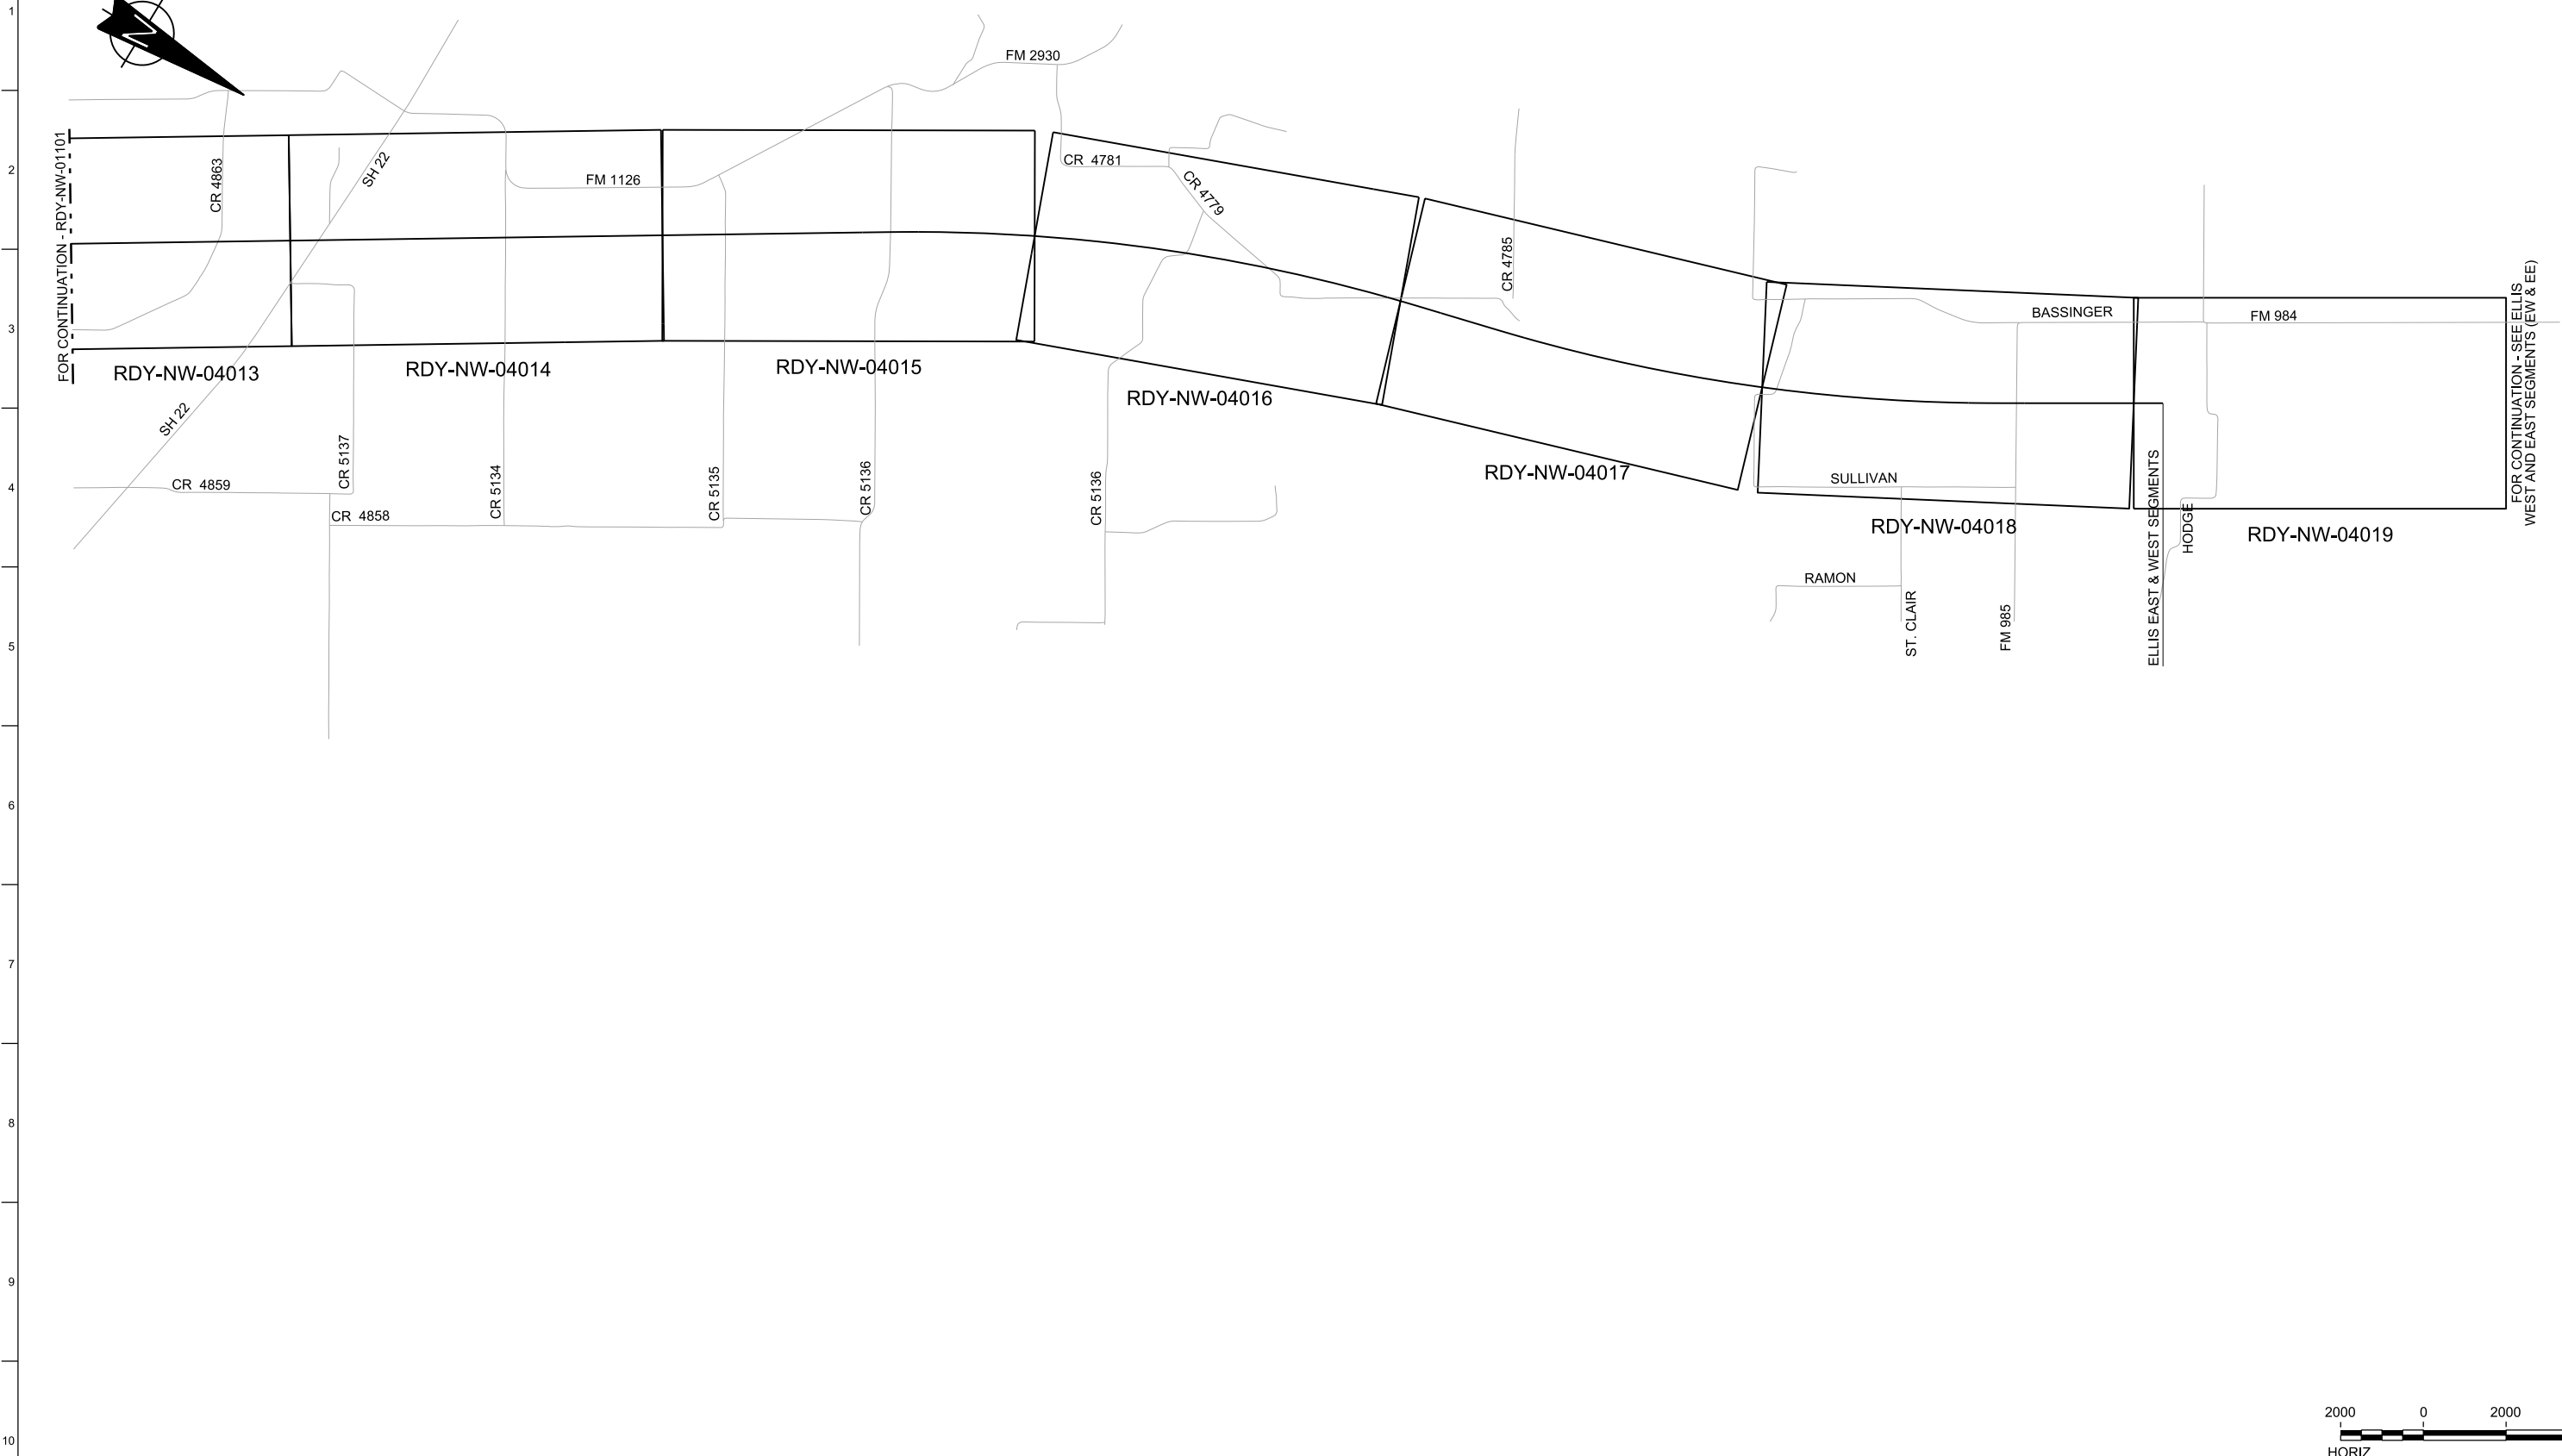 1
2
3
4
5
6
7
8
9
10
N
FM 2930
FOR CONTINUATION - RDY-NW-01101
CR 4863
SH 22
FM 1126
CR 4781
CR 4779
CR 4785
BASSINGER
FM 984
FOR CONTINUATION - SEE ELLIS
WEST AND EAST SEGMENTS (EW & EE)
RDY-NW-04013
RDY-NW-04014
RDY-NW-04015
RDY-NW-04016
RDY-NW-04017
RDY-NW-04018
RDY-NW-04019
SH 22
CR 4859
CR 5137
CR 4858
CR 5134
CR 5135
CR 5136
CR 5136
SULLIVAN
RAMON
ST. CLAIR
FM 985
ELLIS EAST & WEST SEGMENTS
HODGE
2000 0 2000
HORIZ